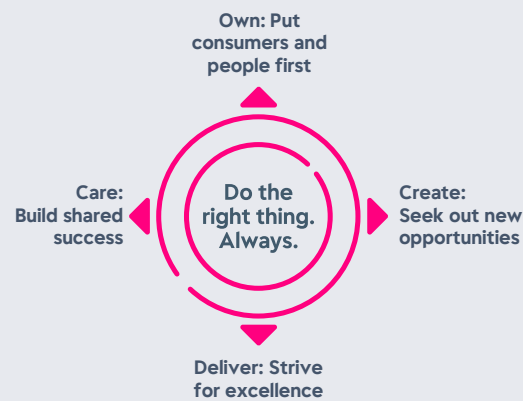 Own: Put
consumers and
people first
Care:
Build shared
success
Do the
right thing.
Always.
Create:
Seek out new
opportunities
Deliver: Strive
for excellence